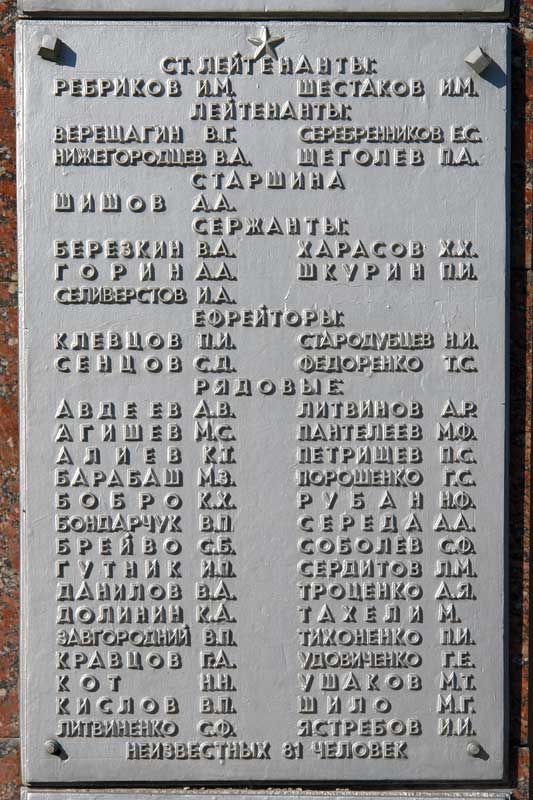 СТ. ЛЕЙТЕНАНТЫ:
РЕБРИКОВ И.М. ШЕСТАКОВ И.М.
ЛЕЙТЕНАНТЫ:
ВЕРЕЩАГИН В.Г. СЕРЕБРЕННИКОВ Е.С.
НИЖЕГОРОДЦЕВ В.А. ЩЕГОЛЕВ П.А.
СТАРШИНА
ШИШОВ А.А.
СЕРЖАНТЫ:
БЕРЕЗКИН В.А. ХАРАСОВ Х.Х.
ГОРИН А.А. ШКУРИН П.И.
СЕЛИВЕРСТОВ И.А.
ЕФРЕЙТОРЫ:
КЛЕВЦОВ П.И. СТАРОДУБЦЕВ Н.И.
СЕНЦОВ С.Д. ФЕДОРЕНКО Т.С.
РЯДОВЫЕ:
АВДЕЕВ А.В. ЛИТВИНОВ А.Р.
АГИШЕВ М.С. ПАНТЕЛЕЕВ М.Ф.
АЛИЕВ К.Т. ПЕТРИЩЕВ П.С.
БАРАБАШ М.З. ПОРОШЕНКО Г.С.
БОБРО К.Х. РУБАН Н.Ф.
БОНДАРЧУК В.П. СЕРЕДА А.А.
БРЕЙВО С.Б. СОБОЛЕВ С.Ф.
ГУТНИК И.П. СЕРДИТОВ Л.М.
ДАНИЛОВ В.А. ТРОЦЕНКО А.Я.
ДОЛИНИН К.А. ТАХЕЛИ М.
ЗАВГОРОДНИЙ В.П. ТИХОНЕНКО П.И.
КРАВЦОВ Г.А. УДОВИЧЕНКО Г.Е.
КОТ Н.Н. УШАКОВ М.Т.
КИСЛОВ В.П. ШИЛО М.Г.
ЛИТВИНЕНКО С.Ф. ЯСТРЕБОВ И.И.
НЕИЗВЕСТНЫХ 81 ЧЕЛОВЕК